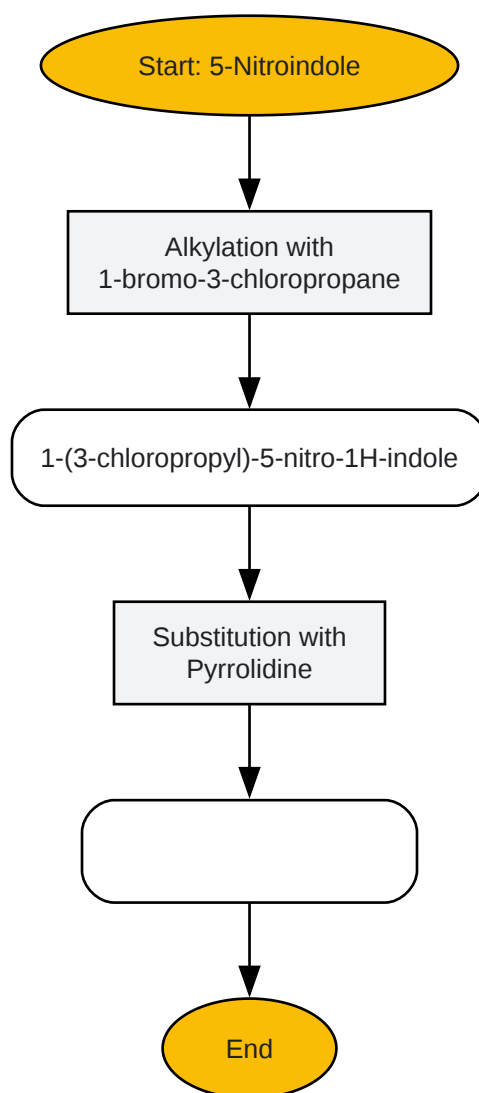 Start: 5-Nitroindole
Alkylation with
1-bromo-3-chloropropane
1-(3-chloropropyl)-5-nitro-1H-indole
Substitution with
Pyrrolidine
End